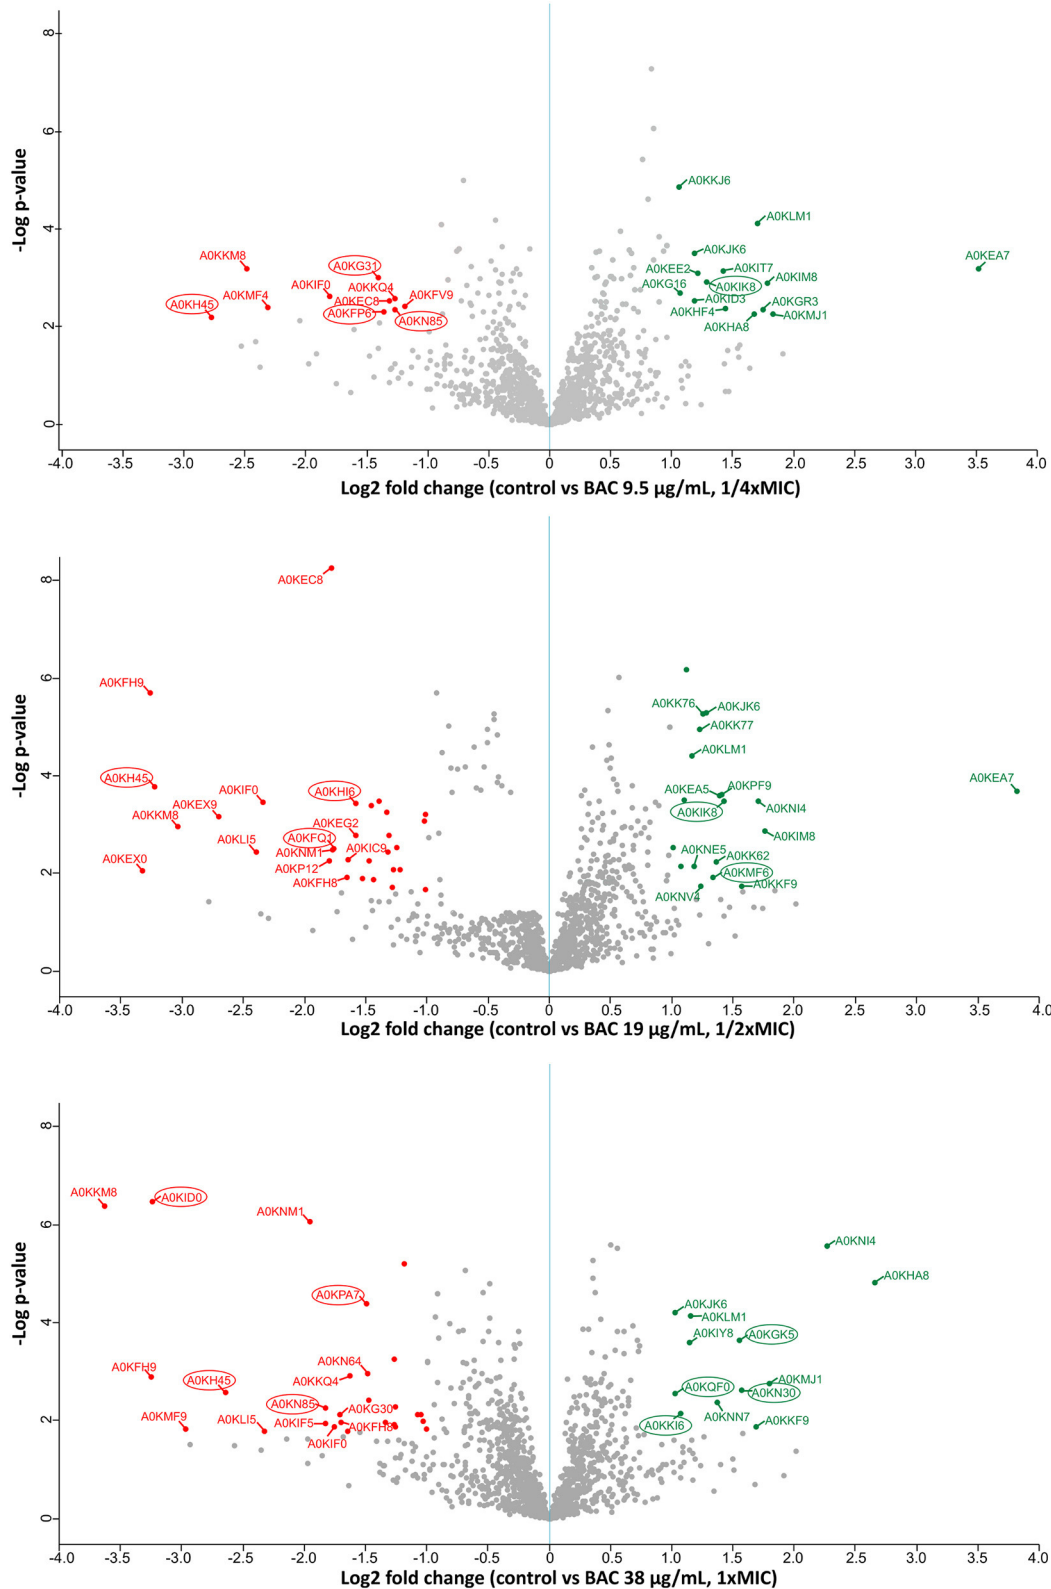 8
6
4
2
0
-Log p-value
A0KKJ6
A0KLM1
A0KJK6
A0KEA7
A0KKM8
A0KG31
A0KEE2
A0KIT7
A0KIM8
A0KIF0
A0KKQ4
A0KG16
A0KIK8
A0KMF4
A0KEC8
A0KFV9
A0KID3
A0KGR3
A0KH45
A0KFP6
A0KN85
A0KHF4
A0KMJ1
A0KHA8
-4.0 -3.5 -3.0 -2.5 -2.0 -1.5 -1.0 -0.5 0 0.5 1.0 1.5 2.0 2.5 3.0 3.5 4.0
Log2 fold change (control vs BAC 9.5 µg/mL, 1/4xMIC)
8
6
4
2
0
-Log p-value
A0KEC8
A0KFH9
A0KK76
A0KJK6
A0KK77
A0KLM1
A0KH45
A0KEA7
A0KIF0
A0KHI6
A0KEA5
A0KPF9
A0KEX9
A0KIK8
A0KNI4
A0KKM8
A0KEG2
A0KIM8
A0KLI5
A0KFQ1
A0KNM1
A0KIC9
A0KNE5
A0KK62
A0KEX0
A0KP12
A0KMF6
A0KFH8
A0KKF9
A0KNV4
-4.0 -3.5 -3.0 -2.5 -2.0 -1.5 -1.0 -0.5 0 0.5 1.0 1.5 2.0 2.5 3.0 3.5 4.0
Log2 fold change (control vs BAC 19 µg/mL, 1/2xMIC)
8
6
4
2
0
-Log p-value
A0KKM8
A0KID0
A0KNM1
A0KNI4
A0KHA8
A0KPA7
A0KJK6
A0KLM1
A0KIY8
A0KGK5
A0KFH9
A0KN64
A0KH45
A0KKQ4
A0KMJ1
A0KQF0
A0KN30
A0KN85
A0KG30
A0KMF9
A0KLI5
A0KIF5
A0KFH8
A0KNN7
A0KKI6
A0KKF9
A0KIF0
-4.0 -3.5 -3.0 -2.5 -2.0 -1.5 -1.0 -0.5 0 0.5 1.0 1.5 2.0 2.5 3.0 3.5 4.0
Log2 fold change (control vs BAC 38 µg/mL, 1xMIC)